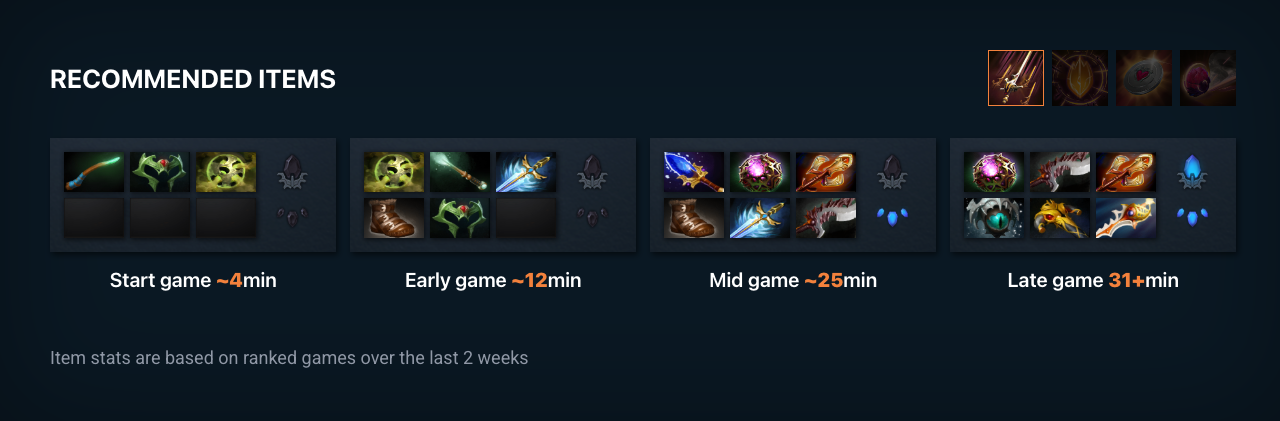 RECOMMENDED ITEMS
Start game ~4min
Early game ~12min
Mid game ~25min
Late game 31+min
Item stats are based on ranked games over the last 2 weeks